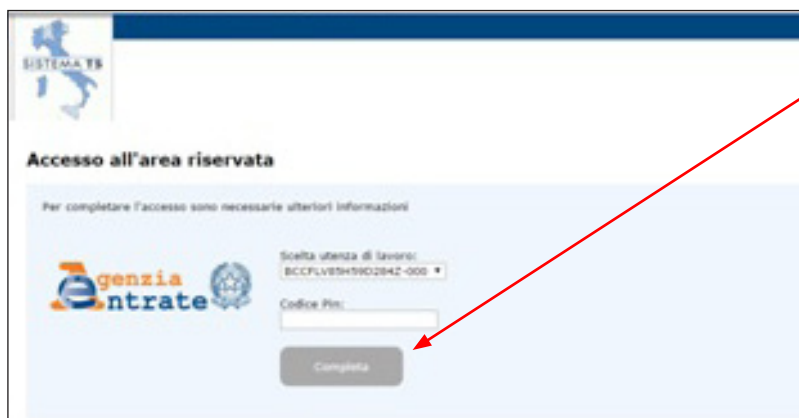 SISTEMA TS
Accesso all'area riservata
Per completare l'accesso sono necessarie ulteriori informazioni
Agenzia
Entrate
Scelta utenza di lavoro:
Codice Pin:
Completa